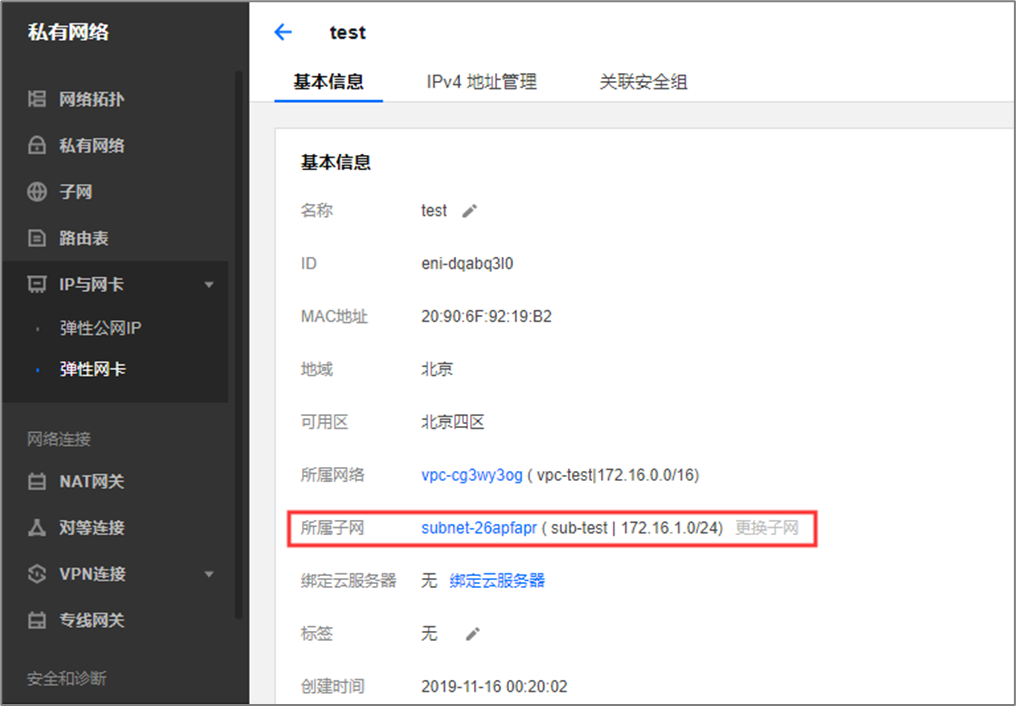 私有网络
网络拓扑
私有网络
子网
路由表
IP与网卡
弹性公网IP
弹性网卡
网络连接
NAT网关
对等连接
VPN连接
专线网关
安全和诊断
test
基本信息 IPv4 地址管理 关联安全组
基本信息
名称 test
ID eni-dqabq3l0
MAC地址 20:90:6F:92:19:B2
地域 北京
可用区 北京四区
所属网络 vpc-cg3wy3og ( vpc-test|172.16.0.0/16)
所属子网 subnet-26apfapr ( sub-test | 172.16.1.0/24) 更换子网
绑定云服务器 无 绑定云服务器
标签 无
创建时间 2019-11-16 00:20:02